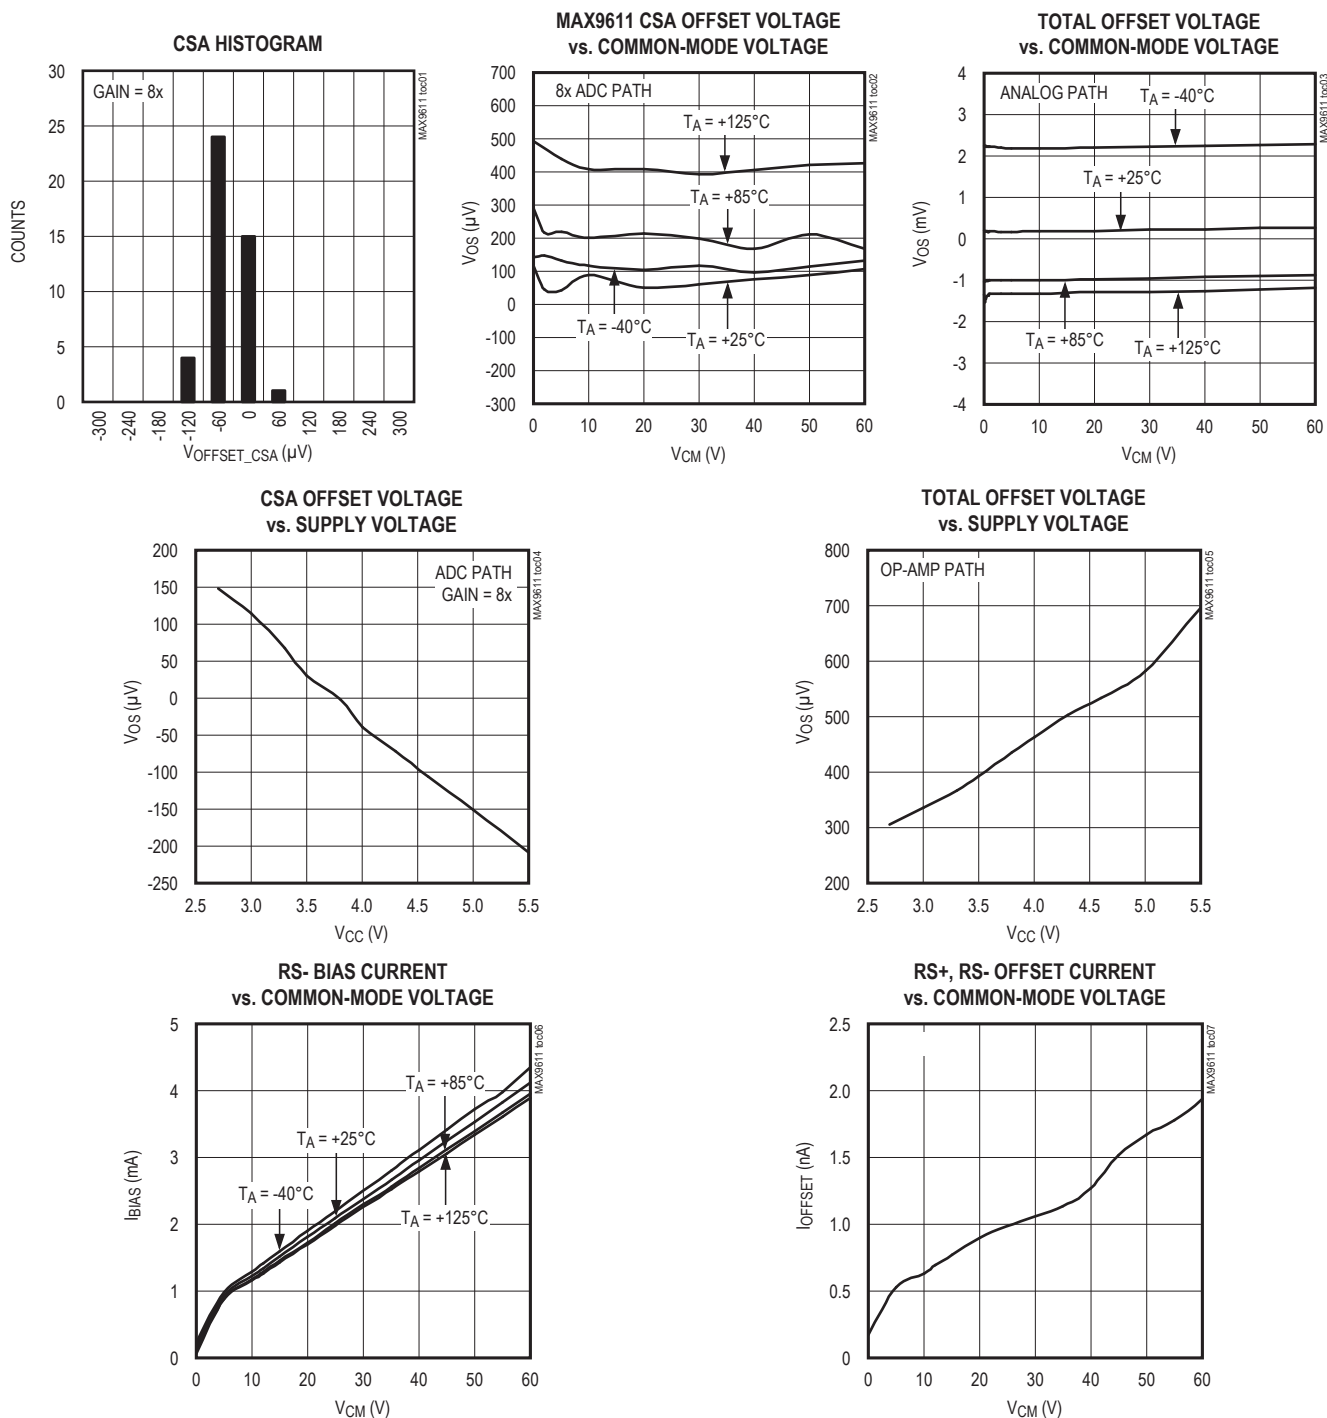 CSA HISTOGRAM
30
25
20
15
10
5
0
COUNTS
GAIN = 8x
-300
-240
-180
-120
-60
0
60
120
180
240
300
VOFFSET_CSA (µV)
MAX9611 toc01
MAX9611 CSA OFFSET VOLTAGE
vs. COMMON-MODE VOLTAGE
700
600
500
400
300
200
100
0
-100
-200
-300
VOS (µV)
8x ADC PATH
TA = +125°C
TA = +85°C
TA = -40°C
TA = +25°C
0
10
20
30
40
50
60
VCM (V)
MAX9611 toc02
TOTAL OFFSET VOLTAGE
vs. COMMON-MODE VOLTAGE
4
3
2
1
0
-1
-2
-3
-4
VOS (mV)
ANALOG PATH
TA = -40°C
TA = +25°C
TA = +85°C
TA = +125°C
0
10
20
30
40
50
60
VCM (V)
MAX9611 toc03
CSA OFFSET VOLTAGE
vs. SUPPLY VOLTAGE
200
150
100
50
0
-50
-100
-150
-200
-250
VOS (µV)
ADC PATH
GAIN = 8x
2.5
3.0
3.5
4.0
4.5
5.0
5.5
VCC (V)
MAX9611 toc04
TOTAL OFFSET VOLTAGE
vs. SUPPLY VOLTAGE
800
700
600
500
400
300
200
VOS (µV)
OP-AMP PATH
2.5
3.0
3.5
4.0
4.5
5.0
5.5
VCC (V)
MAX9611 toc05
RS- BIAS CURRENT
vs. COMMON-MODE VOLTAGE
5
4
3
2
1
0
IBIAS (mA)
TA = +85°C
TA = +25°C
TA = -40°C
TA = +125°C
0
10
20
30
40
50
60
VCM (V)
MAX9611 toc06
RS+, RS- OFFSET CURRENT
vs. COMMON-MODE VOLTAGE
2.5
2.0
1.5
1.0
0.5
0
IOFFSET (nA)
0
10
20
30
40
50
60
VCM (V)
MAX9611 toc07